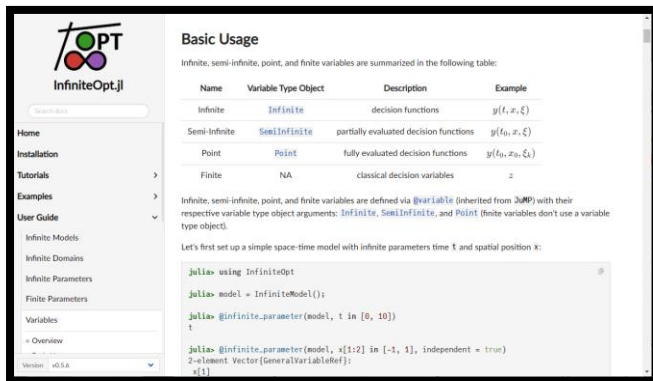 OPT
InfiniteOpt.jl
Search docs
Home
Installation
Tutorials
Examples
User Guide
Infinite Models
Infinite Domains
Infinite Parameters
Finite Parameters
Variables
Overview
Version v0.5.6
Basic Usage
Infinite, semi-infinite, point, and finite variables are summarized in the following table:
Name Variable Type Object Description Example
Infinite Infinite decision functions y(t, x, ξ)
Semi-Infinite SemiInfinite partially evaluated decision functions y(t₀, x, ξ)
Point Point fully evaluated decision functions y(t₀, x₀, ξₖ)
Finite NA classical decision variables z
Infinite, semi-infinite, point, and finite variables are defined via @variable (inherited from JuMP) with their
respective variable type object arguments: Infinite, SemiInfinite, and Point (finite variables don't use a variable
type object).
Let's first set up a simple space-time model with infinite parameters time t and spatial position x:
julia> using InfiniteOpt
julia> model = InfiniteModel();
julia> @infinite_parameter(model, t in [0, 10])
t
julia> @infinite_parameter(model, x[1:2] in [-1, 1], independent = true)
2-element Vector{GeneralVariableRef}:
x[1]